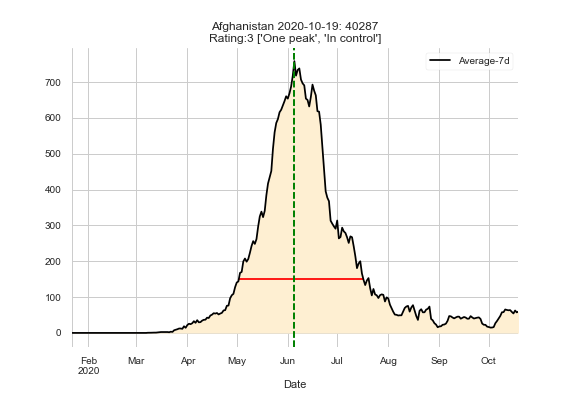 Afghanistan 2020-10-19: 40287
Rating:3 ['One peak', 'In control']
Average-7d
700
600
500
400
300
200
100
0
Feb
2020
Mar
Apr
May
Jun
Jul
Aug
Sep
Oct
Date